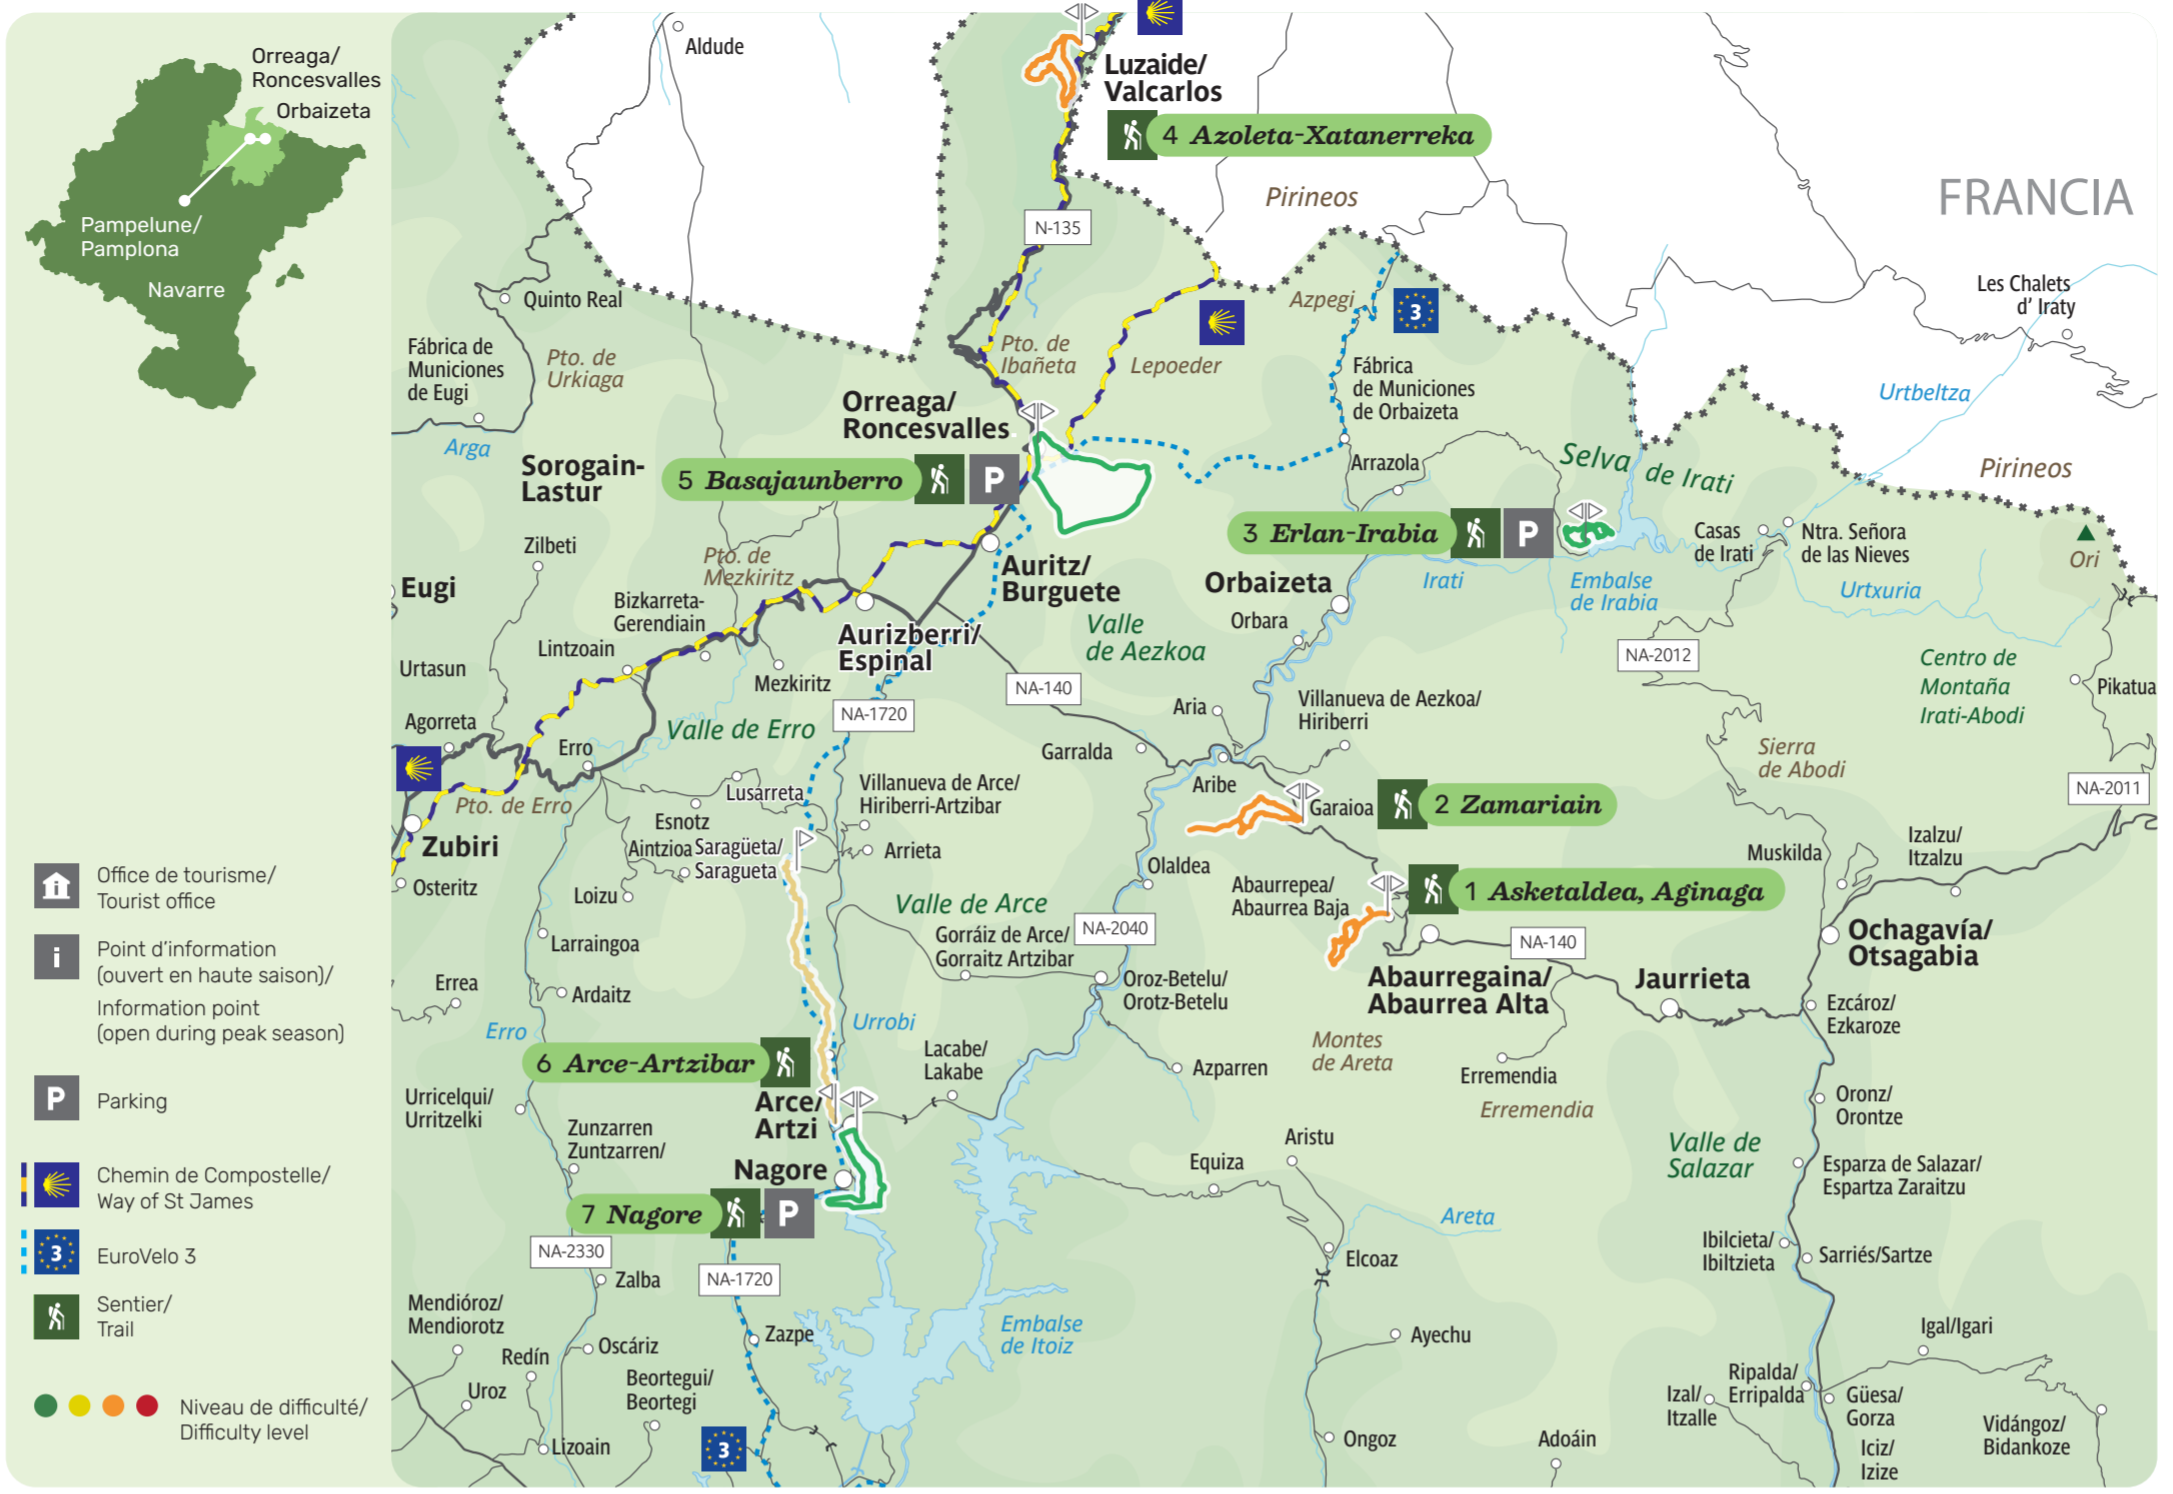 Orreaga/
Roncesvalles
Orbaizeta
Pampelune/
Pamplona
Navarre
i
Office de tourisme/
Tourist office
i
Point d'information
(ouvert en haute saison)/
Information point
(open during peak season)
P
Parking
Chemin de Compostelle/
Way of St James
3
EuroVelo 3
Sentier/
Trail
Niveau de difficulté/
Difficulty level
Aldude
Luzaide/
Valcarlos
4 Azoleta-Xatanerreka
Pirineos
FRANCIA
N-135
Quinto Real
Azpegi
3
Les Chalets
d' Iraty
Fábrica de
Municiones
de Eugi
Pto. de
Urkiaga
Pto. de
Ibañeta
Lepoeder
Fábrica
de Municiones
de Orbaizeta
Urtbeltza
Arga
Orreaga/
Roncesvalles
Sorogain-
Lastur
5 Basajaunberro
P
Arrazola
Selva de Irati
Pirineos
3 Erlan-Irabia
P
Casas
de Irati
Ntra. Señora
de las Nieves
Ori
Zilbeti
Pto. de
Mezkiritz
Auritz/
Burguete
Orbaizeta
Irati
Embalse
de Irabia
Urtxuria
Eugi
Bizkarreta-
Gerendiain
Orbara
Valle
de Aezkoa
Aurizberri/
Espinal
Lintzoain
Urtasun
Mezkiritz
NA-2012
Centro de
Montaña
Irati-Abodi
Pikatua
NA-140
Villanueva de Aezkoa/
Hiriberri
Aria
NA-1720
Agorreta
Valle de Erro
Erro
Garralda
Sierra
de Abodi
Aribe
NA-2011
Pto. de Erro
Lusarreta
Villanueva de Arce/
Hiriberri-Artzibar
Garaioa
2 Zamariain
Esnotz
Zubiri
Aintzioa
Saragüeta/
Saragueta
Arrieta
Izalzu/
Itzalzu
Muskilda
Olaldea
Osteritz
Loizu
Abaurrepea/
Abaurrea Baja
1 Asketaldea, Aginaga
Valle de Arce
NA-2040
Gorráiz de Arce/
Gorraitz Artzibar
Larraingoa
NA-140
Ochagavía/
Otsagabia
Oroz-Betelu/
Orotz-Betelu
Abaurregaina/
Abaurrea Alta
Jaurrieta
Errea
Ardaitz
Ezcároz/
Ezkaroze
Erro
Urrobi
6 Arce-Artzibar
Lacabe/
Lakabe
Azparren
Montes
de Areta
Erremendia
Erremendia
Urricelqui/
Urritzelki
Arce/
Artzi
Oronz/
Orontze
Zunzarren
Zuntzarren/
Aristu
Valle de
Salazar
Nagore
Equiza
Esparza de Salazar/
Espartza Zaraitzu
7 Nagore
P
Areta
NA-2330
NA-1720
Ibilcieta/
Ibiltzieta
Sarriés/Sartze
Elcoaz
Zalba
Mendióroz/
Mendiorotz
Zazpe
Embalse
de Itoiz
Ayechu
Igal/Igari
Oscáriz
Redín
Uroz
Beortegui/
Beortegi
Izal/
Itzalle
Ripalda/
Erripalda
Güesa/
Gorza
Vidángoz/
Bidankoze
Lizoain
3
Ongoz
Adoáin
Iciz/
Izize